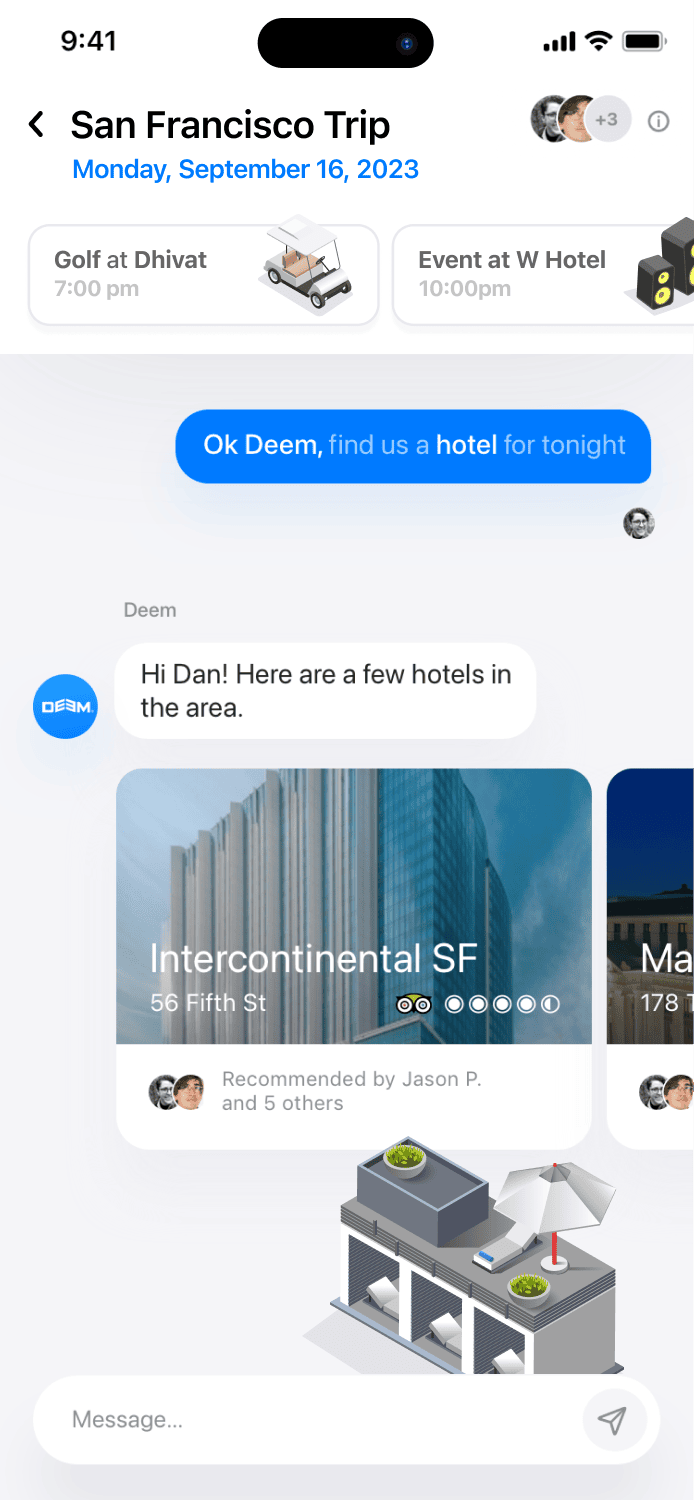 9:41
San Francisco Trip
+3
Monday, September 16, 2023
Golf at Dhivat
7:00 pm
Event at W Hotel
10:00pm
Ok Deem, find us a hotel for tonight
Deem
Hi Dan! Here are a few hotels in
the area.
DEEM
Intercontinental SF
56 Fifth St
Ma
178
Recommended by Jason P.
and 5 others
Message...